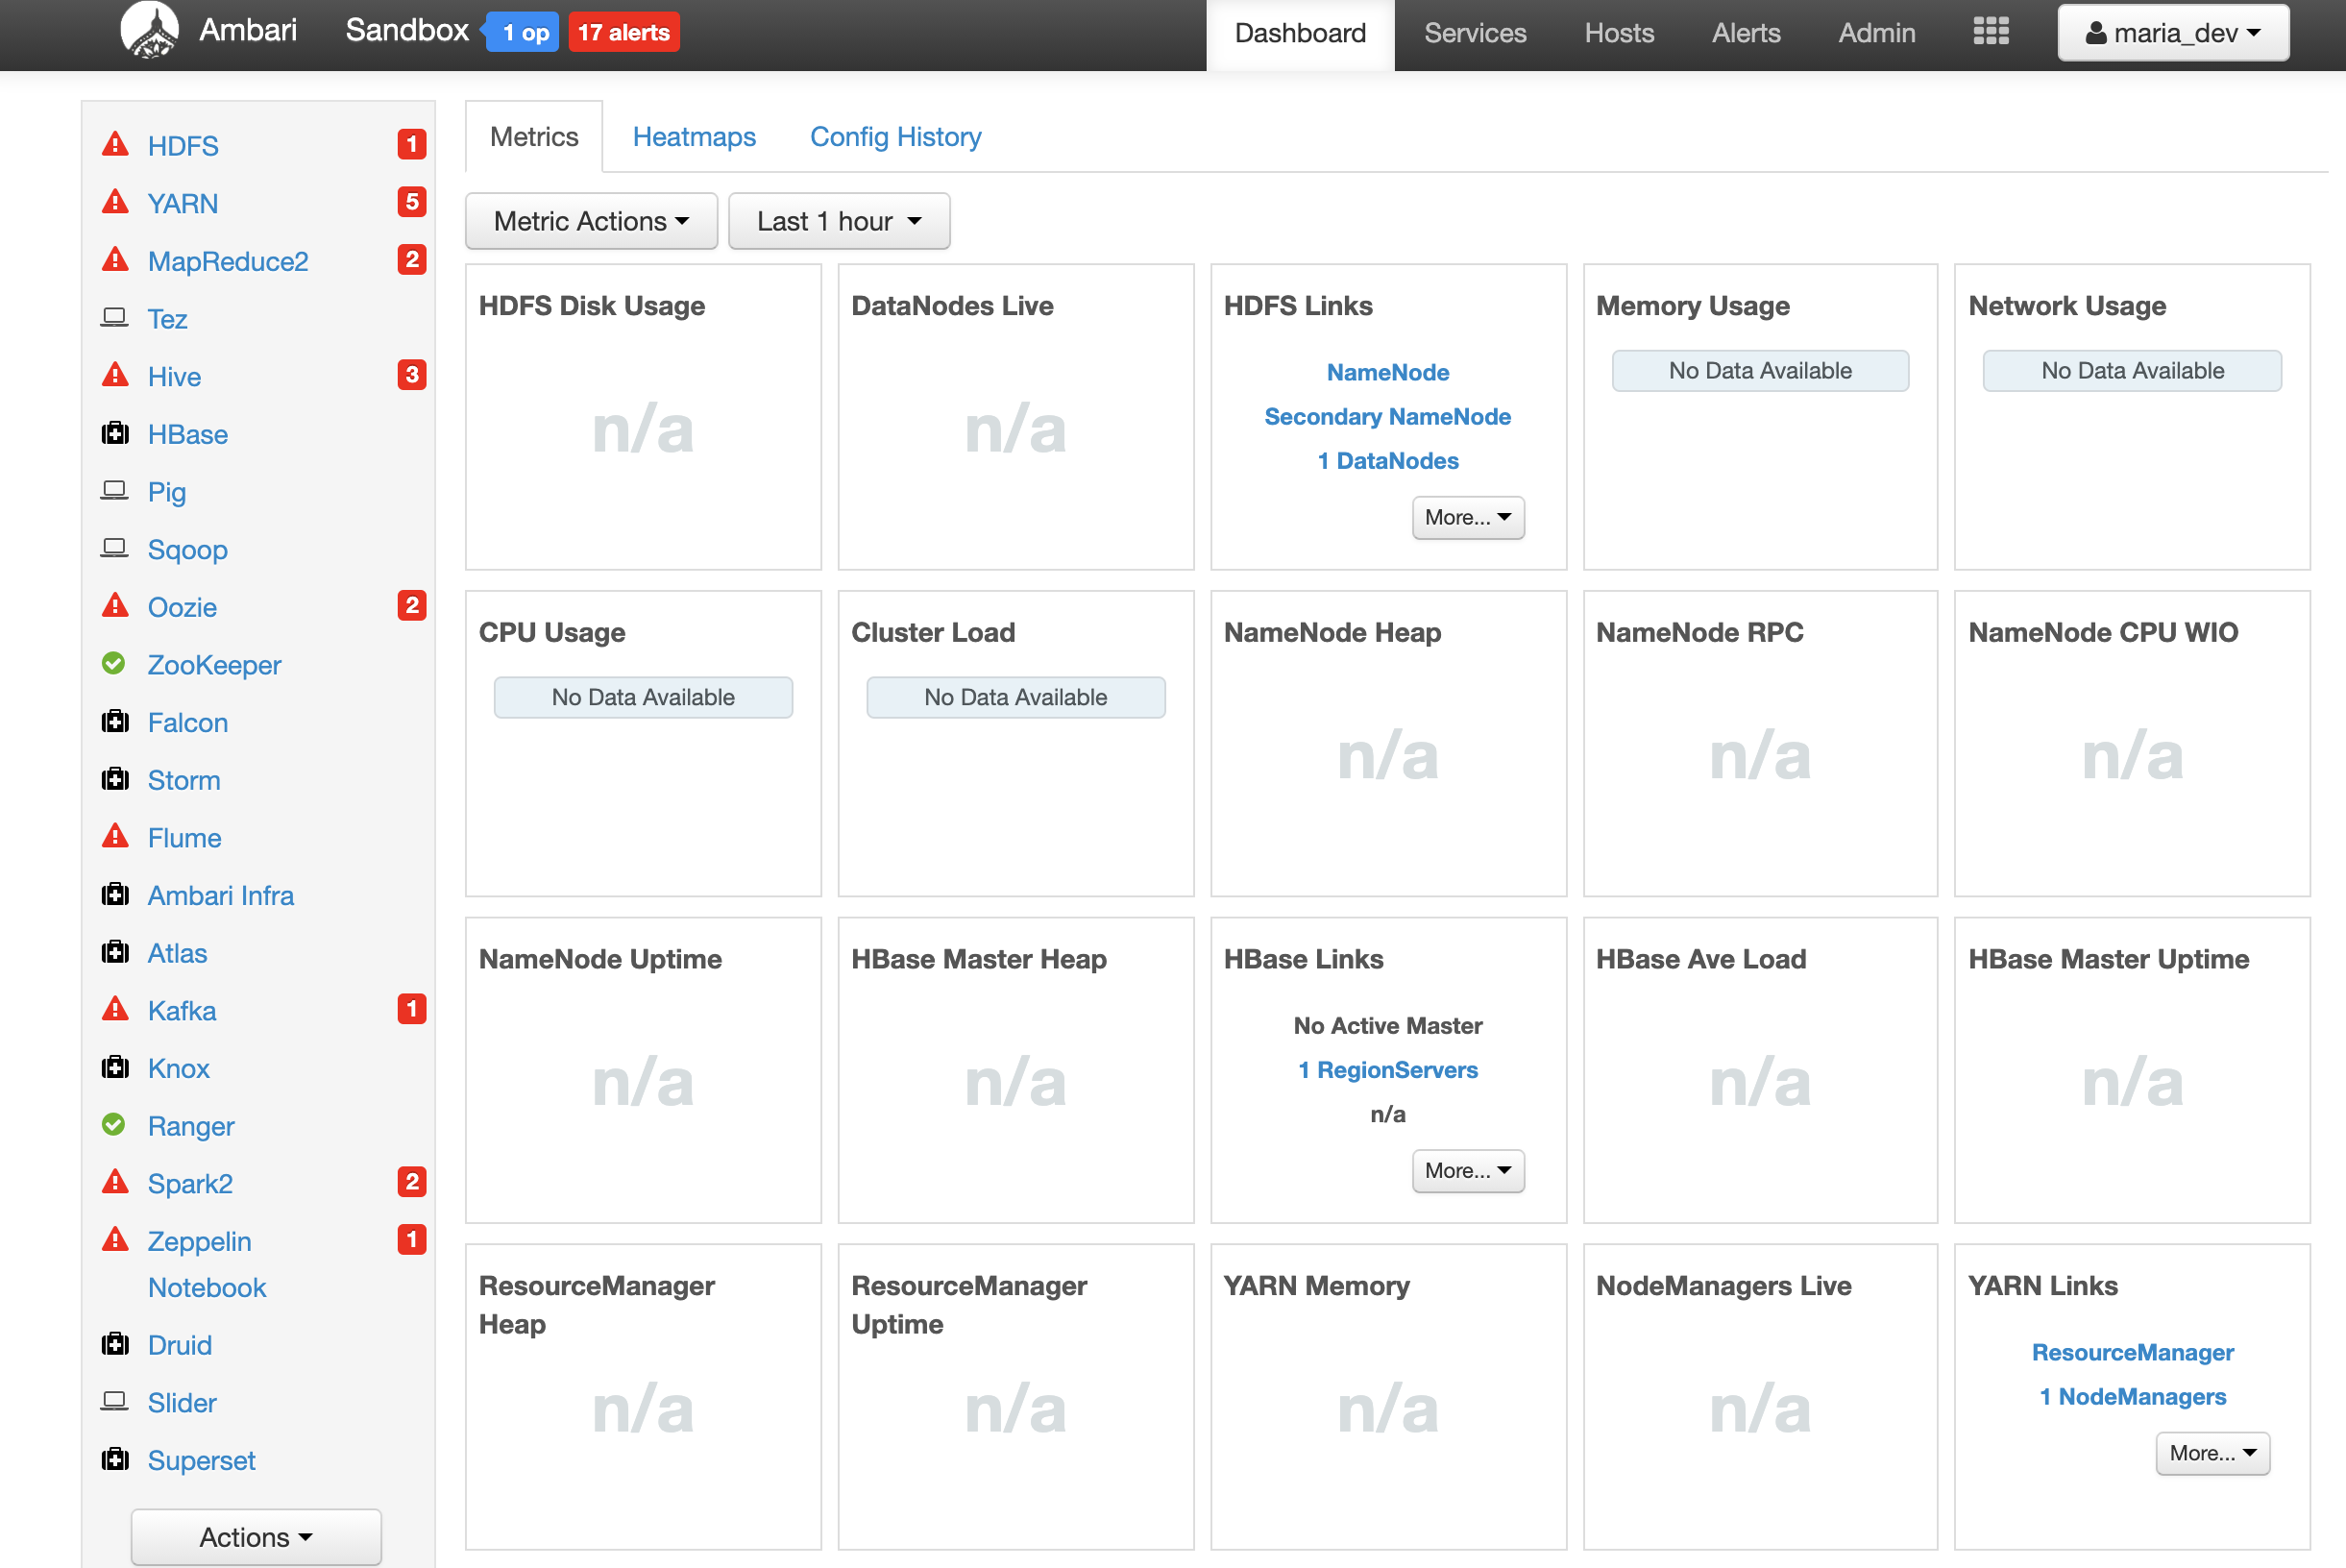 Ambari
Sandbox
1 op
17 alerts
Dashboard
Services
Hosts
Alerts
Admin
maria_dev
HDFS 1
YARN 5
MapReduce2 2
Tez
Hive 3
HBase
Pig
Sqoop
Oozie 2
ZooKeeper
Falcon
Storm
Flume
Ambari Infra
Atlas
Kafka 1
Knox
Ranger
Spark2 2
Zeppelin 1
Notebook
Druid
Slider
Superset
Actions
Metrics
Heatmaps
Config History
Metric Actions
Last 1 hour
HDFS Disk Usage
n/a
DataNodes Live
n/a
HDFS Links
NameNode
Secondary NameNode
1 DataNodes
More...
Memory Usage
No Data Available
Network Usage
No Data Available
CPU Usage
No Data Available
Cluster Load
No Data Available
NameNode Heap
n/a
NameNode RPC
n/a
NameNode CPU WIO
n/a
NameNode Uptime
n/a
HBase Master Heap
n/a
HBase Links
No Active Master
1 RegionServers
n/a
More...
HBase Ave Load
n/a
HBase Master Uptime
n/a
ResourceManager
Heap
n/a
ResourceManager
Uptime
n/a
YARN Memory
n/a
NodeManagers Live
n/a
YARN Links
ResourceManager
1 NodeManagers
More...